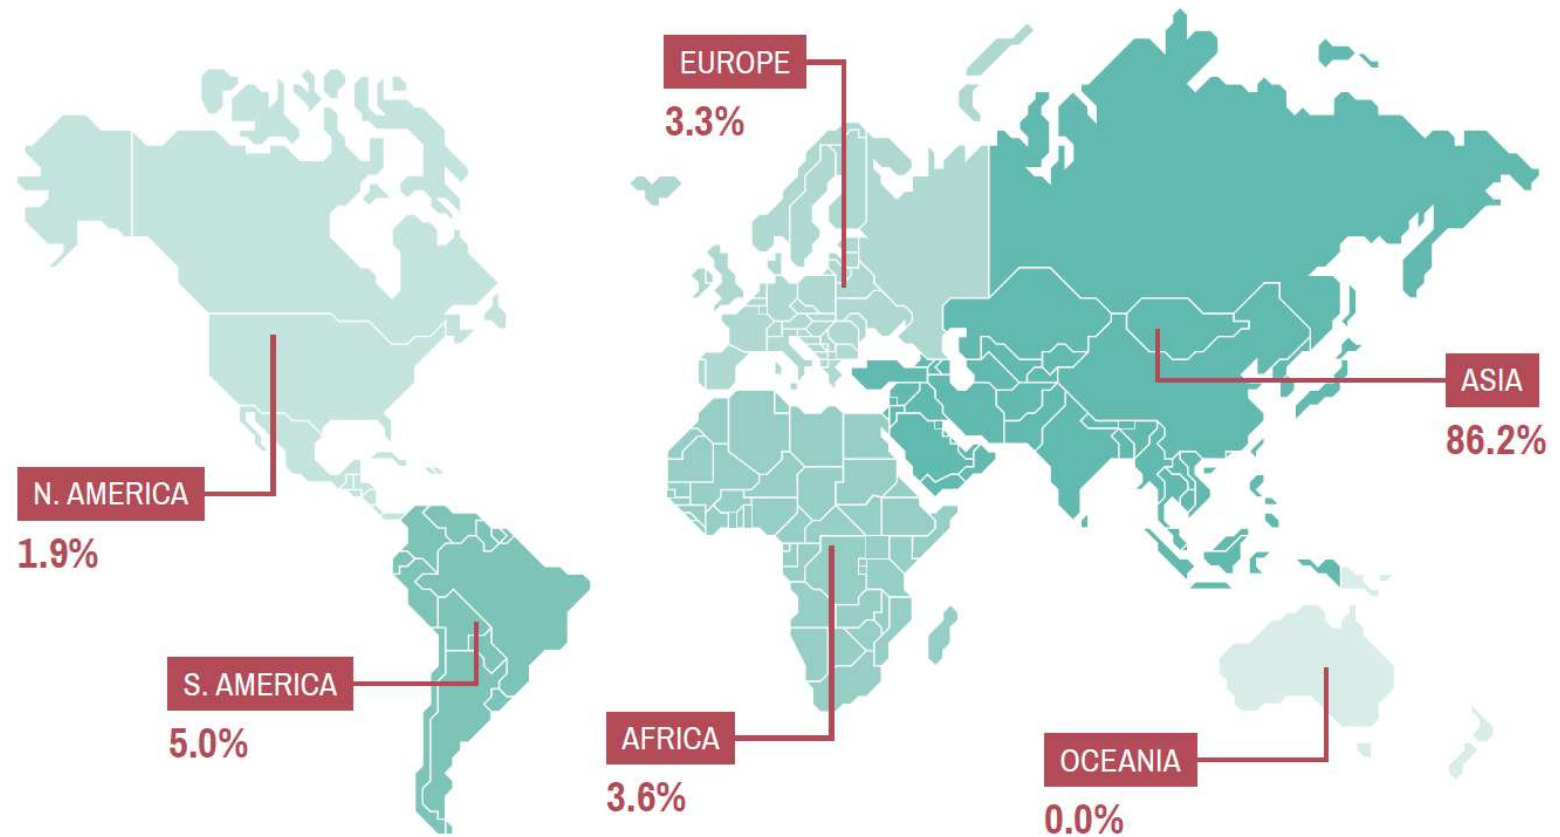 EUROPE
3.3%
ASIA
86.2%
N. AMERICA
1.9%
S. AMERICA
5.0%
AFRICA
3.6%
OCEANIA
0.0%